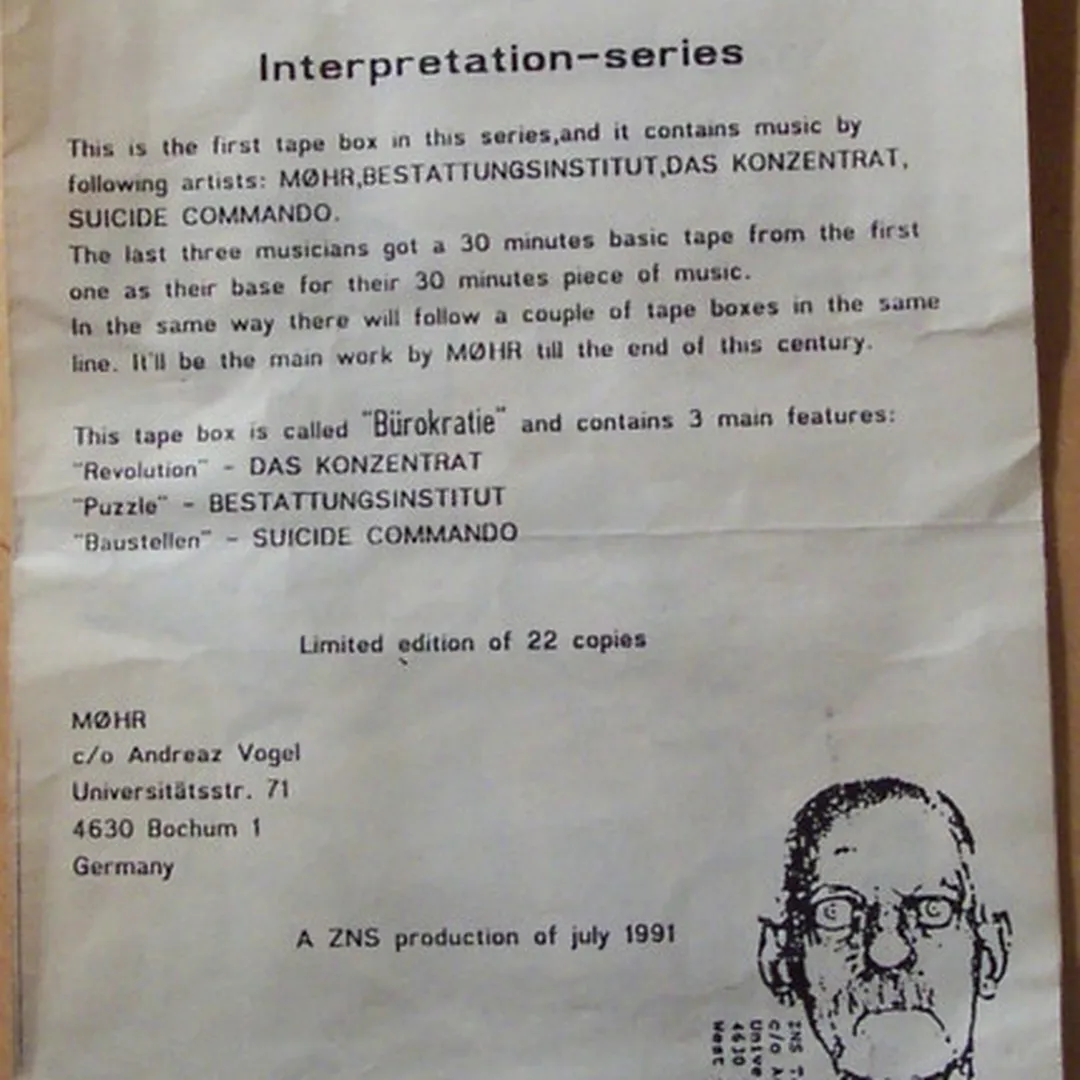 Interpretation-series
This is the first tape box in this series,and it contains music by
following artists: MØHR,BESTATTUNGSINSTITUT,DAS KONZENTRAT,
SUICIDE COMMANDO.
The last three musicians got a 30 minutes basic tape from the first
one as their base for their 30 minutes piece of music.
In the same way there will follow a couple of tape boxes in the same
line. It'll be the main work by MØHR till the end of this century.
This tape box is called "Bürokratie" and contains 3 main features:
"Revolution" - DAS KONZENTRAT
"Puzzle" - BESTATTUNGSINSTITUT
"Baustellen" - SUICIDE COMMANDO
Limited edition of 22 copies
MØHR
c/o Andreaz Vogel
Universitätsstr. 71
4630 Bochum 1
Germany
A ZNS production of july 1991
ZNS
c/o
4630
West